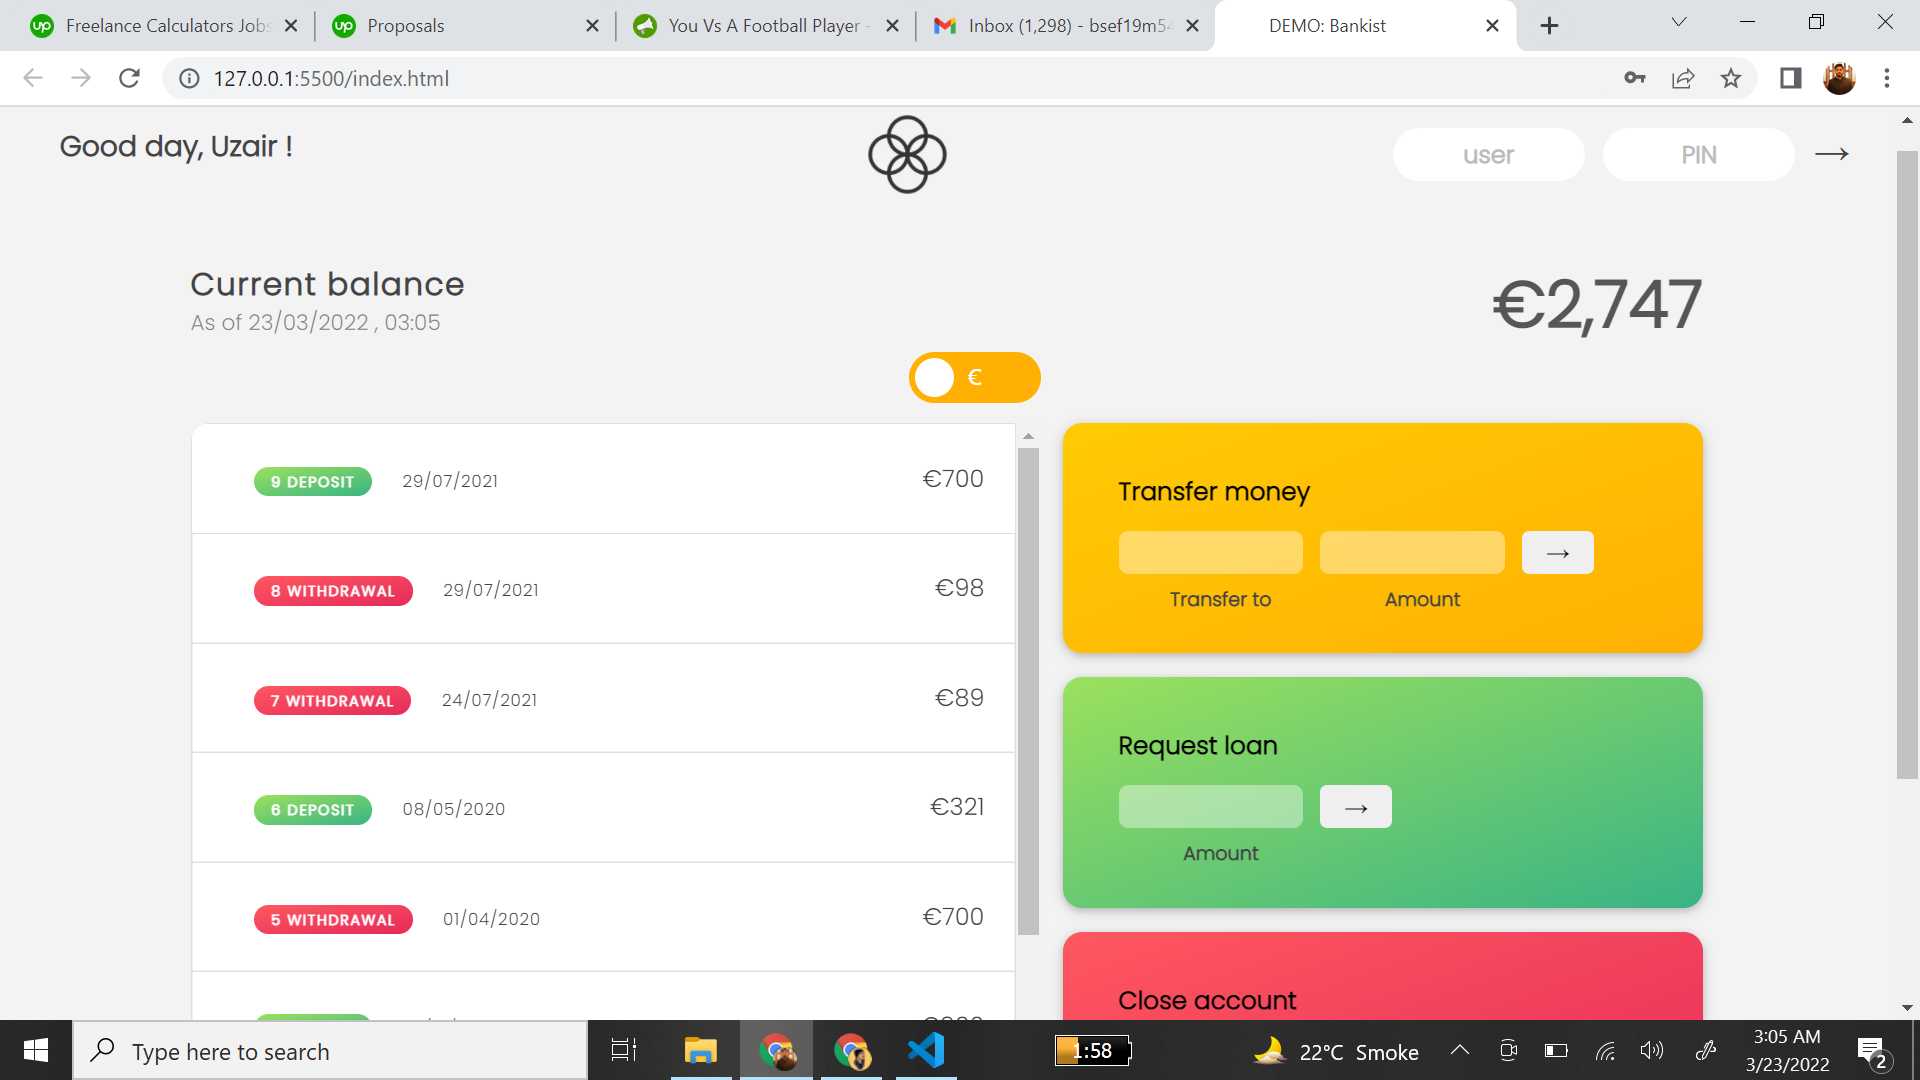 Freelance Calculators Jobs
Proposals
You Vs A Football Player -
Inbox (1,298) - bsef19m54
DEMO: Bankist
127.0.0.1:5500/index.html
Good day, Uzair !
user
PIN
→
Current balance
As of 23/03/2022 , 03:05
€2,747
€
9 DEPOSIT 29/07/2021 €700
8 WITHDRAWAL 29/07/2021 €98
7 WITHDRAWAL 24/07/2021 €89
6 DEPOSIT 08/05/2020 €321
5 WITHDRAWAL 01/04/2020 €700
Transfer money
→
Transfer to Amount
Request loan
→
Amount
Close account
Type here to search
1:58
22°C Smoke
3:05 AM
3/23/2022
2